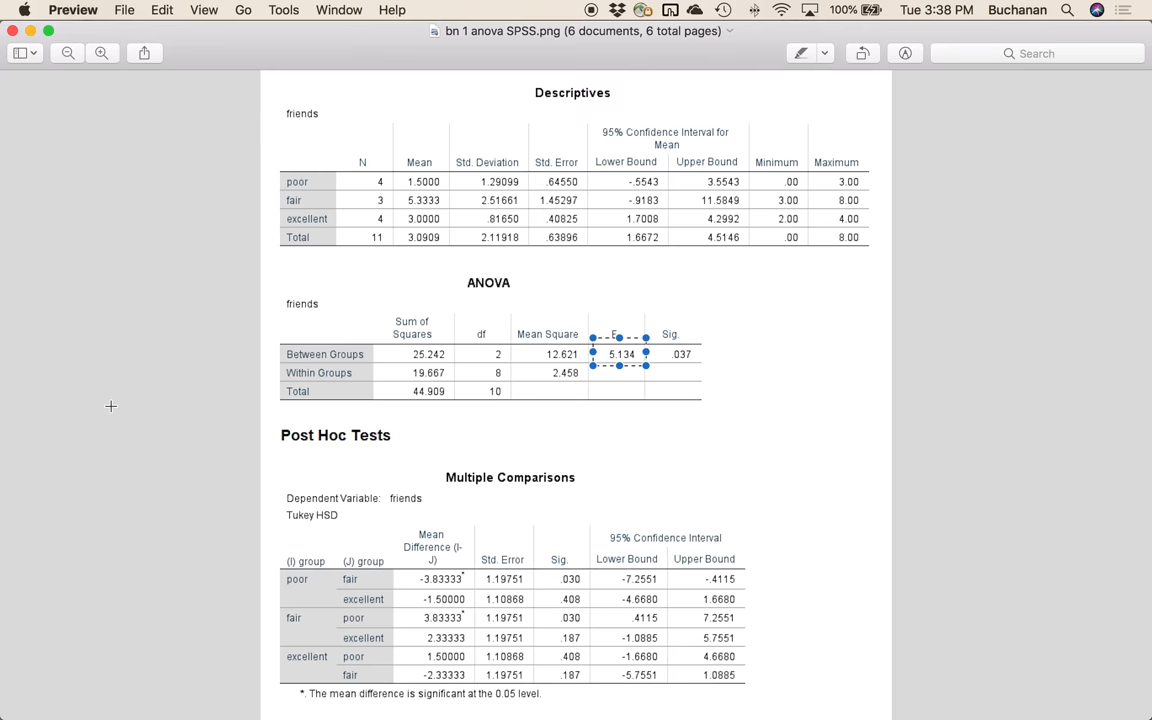 Preview File Edit View Go Tools Window Help 100% Tue 3:38 PM Buchanan
bn 1 anova SPSS.png (6 documents, 6 total pages)
Search
Descriptives
friends
95% Confidence Interval for
Mean
N Mean Std. Deviation Std. Error Lower Bound Upper Bound Minimum Maximum
poor 4 1.5000 1.29099 .64550 -.5543 3.5543 .00 3.00
fair 3 5.3333 2.51661 1.45297 -.9183 11.5849 3.00 8.00
excellent 4 3.0000 .81650 .40825 1.7008 4.2992 2.00 4.00
Total 11 3.0909 2.11918 .63896 1.6672 4.5146 .00 8.00
ANOVA
friends
Sum of
Squares df Mean Square F Sig.
Between Groups 25.242 2 12.621 5.134 .037
Within Groups 19.667 8 2.458
Total 44.909 10
Post Hoc Tests
Multiple Comparisons
Dependent Variable: friends
Tukey HSD
Mean
Difference (I-
J)
95% Confidence Interval
(I) group (J) group Std. Error Sig. Lower Bound Upper Bound
poor fair -3.83333* 1.19751 .030 -7.2551 -.4115
excellent -1.50000 1.10868 .408 -4.6680 1.6680
fair poor 3.83333* 1.19751 .030 .4115 7.2551
excellent 2.33333 1.19751 .187 -1.0885 5.7551
excellent poor 1.50000 1.10868 .408 -1.6680 4.6680
fair -2.33333 1.19751 .187 -5.7551 1.0885
*. The mean difference is significant at the 0.05 level.